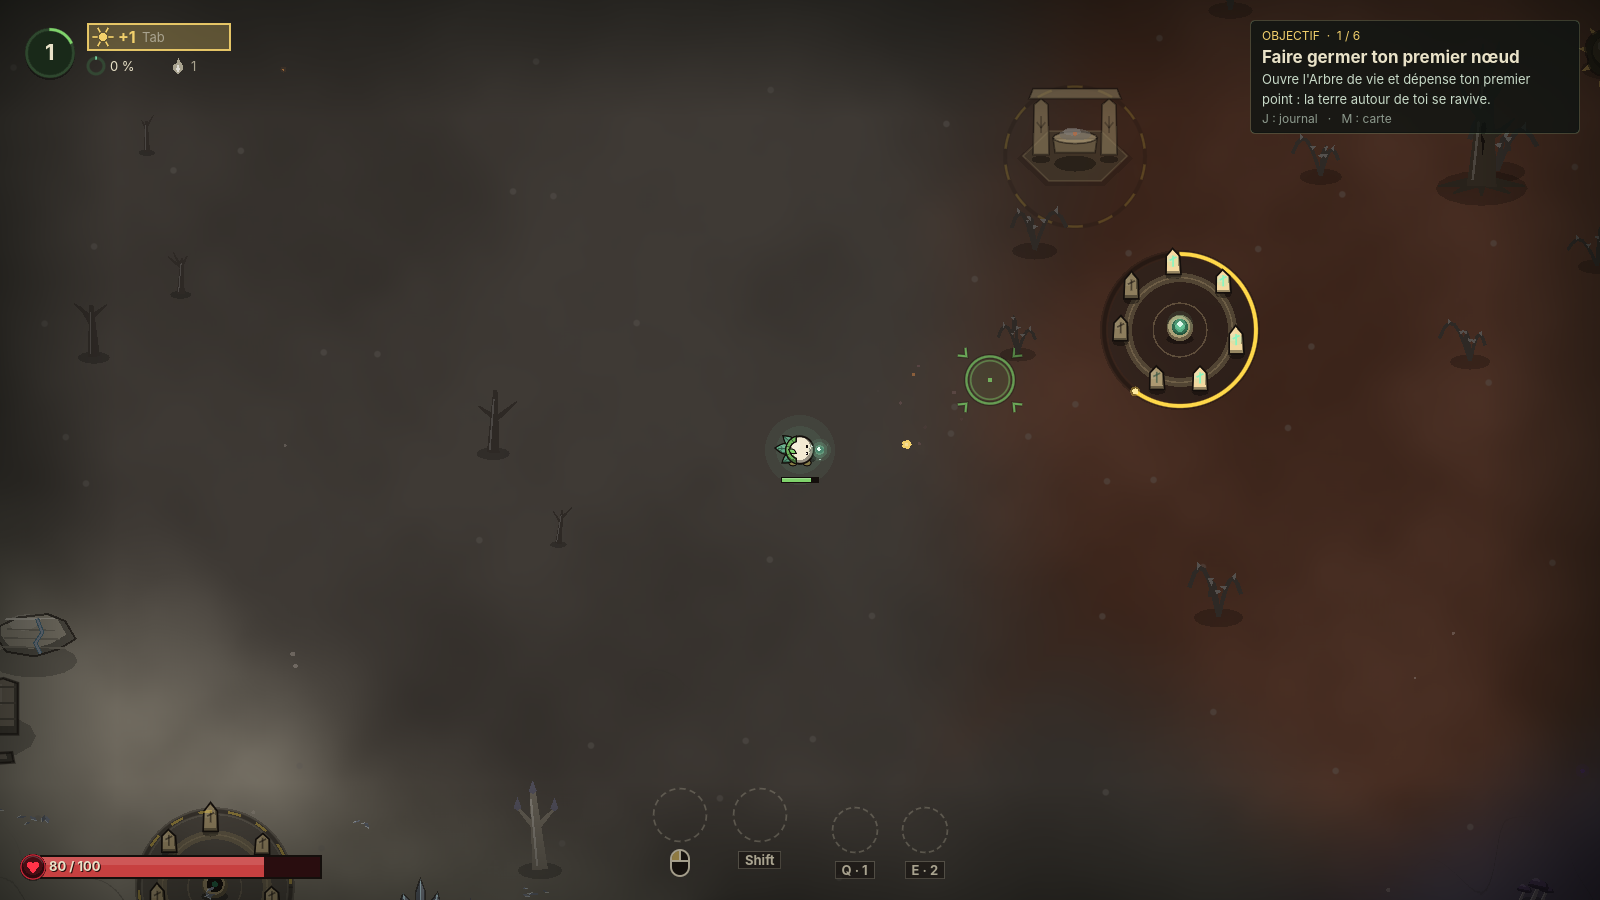 1
+1 Tab
0 %
1
OBJECTIF · 1 / 6
Faire germer ton premier nœud
Ouvre l'Arbre de vie et dépense ton premier
point : la terre autour de toi se ravive.
J : journal · M : carte
80 / 100
Shift
Q · 1
E · 2